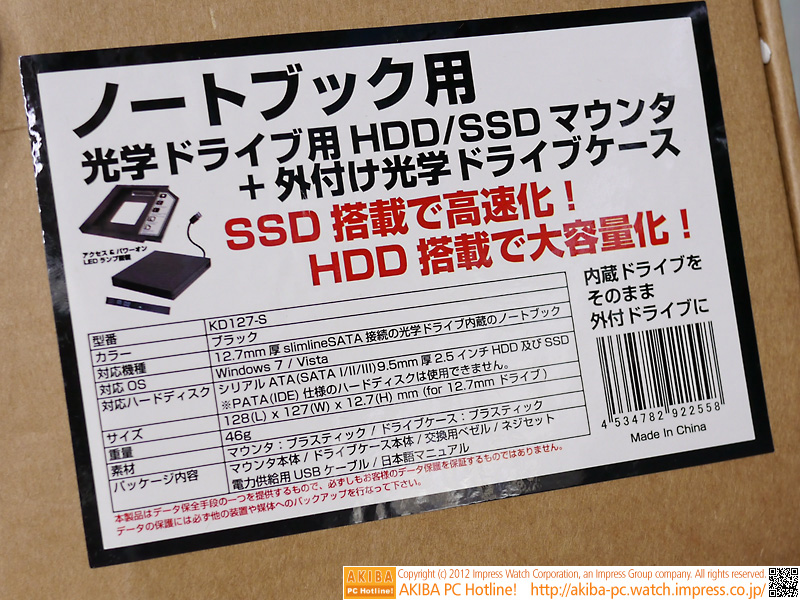 ノートブック用
光学ドライブ用 HDD/SSD マウンタ
+ 外付け光学ドライブケース
SSD 搭載で高速化!
HDD 搭載で大容量化!
アクセス & パワーオン
LED ランプ搭載
内蔵ドライブを
そのまま
外付ドライブに
型番 KD127-S
カラー ブラック
対応機種 12.7mm 厚 slimlineSATA 接続の光学ドライブ内蔵のノートブック
対応 OS Windows 7 / Vista
対応ハードディスク シリアル ATA(SATA I/II/III)9.5mm 厚 2.5 インチ HDD 及び SSD
※PATA(IDE) 仕様のハードディスクは使用できません。
サイズ 128(L) x 127(W) x 12.7(H) mm (for 12.7mm ドライブ)
重量 46g
素材 マウンタ:プラスティック / ドライブケース:プラスティック
パッケージ内容 マウンタ本体 / ドライブケース本体 / 交換用ベゼル / ネジセット
電力供給用 USB ケーブル / 日本語マニュアル
本製品はデータ保全手段の一つを提供するもので、必ずしもお客様のデータ保護を保証するものではありません。
データの保護には必ず他の装置や媒体へのバックアップを行なって下さい。
4 534782 922558
Made In China
AKIBA
PC Hotline!
Copyright (c) 2012 Impress Watch Corporation, an Impress Group company. All rights reserved.
AKIBA PC Hotline! http://akiba-pc.watch.impress.co.jp/